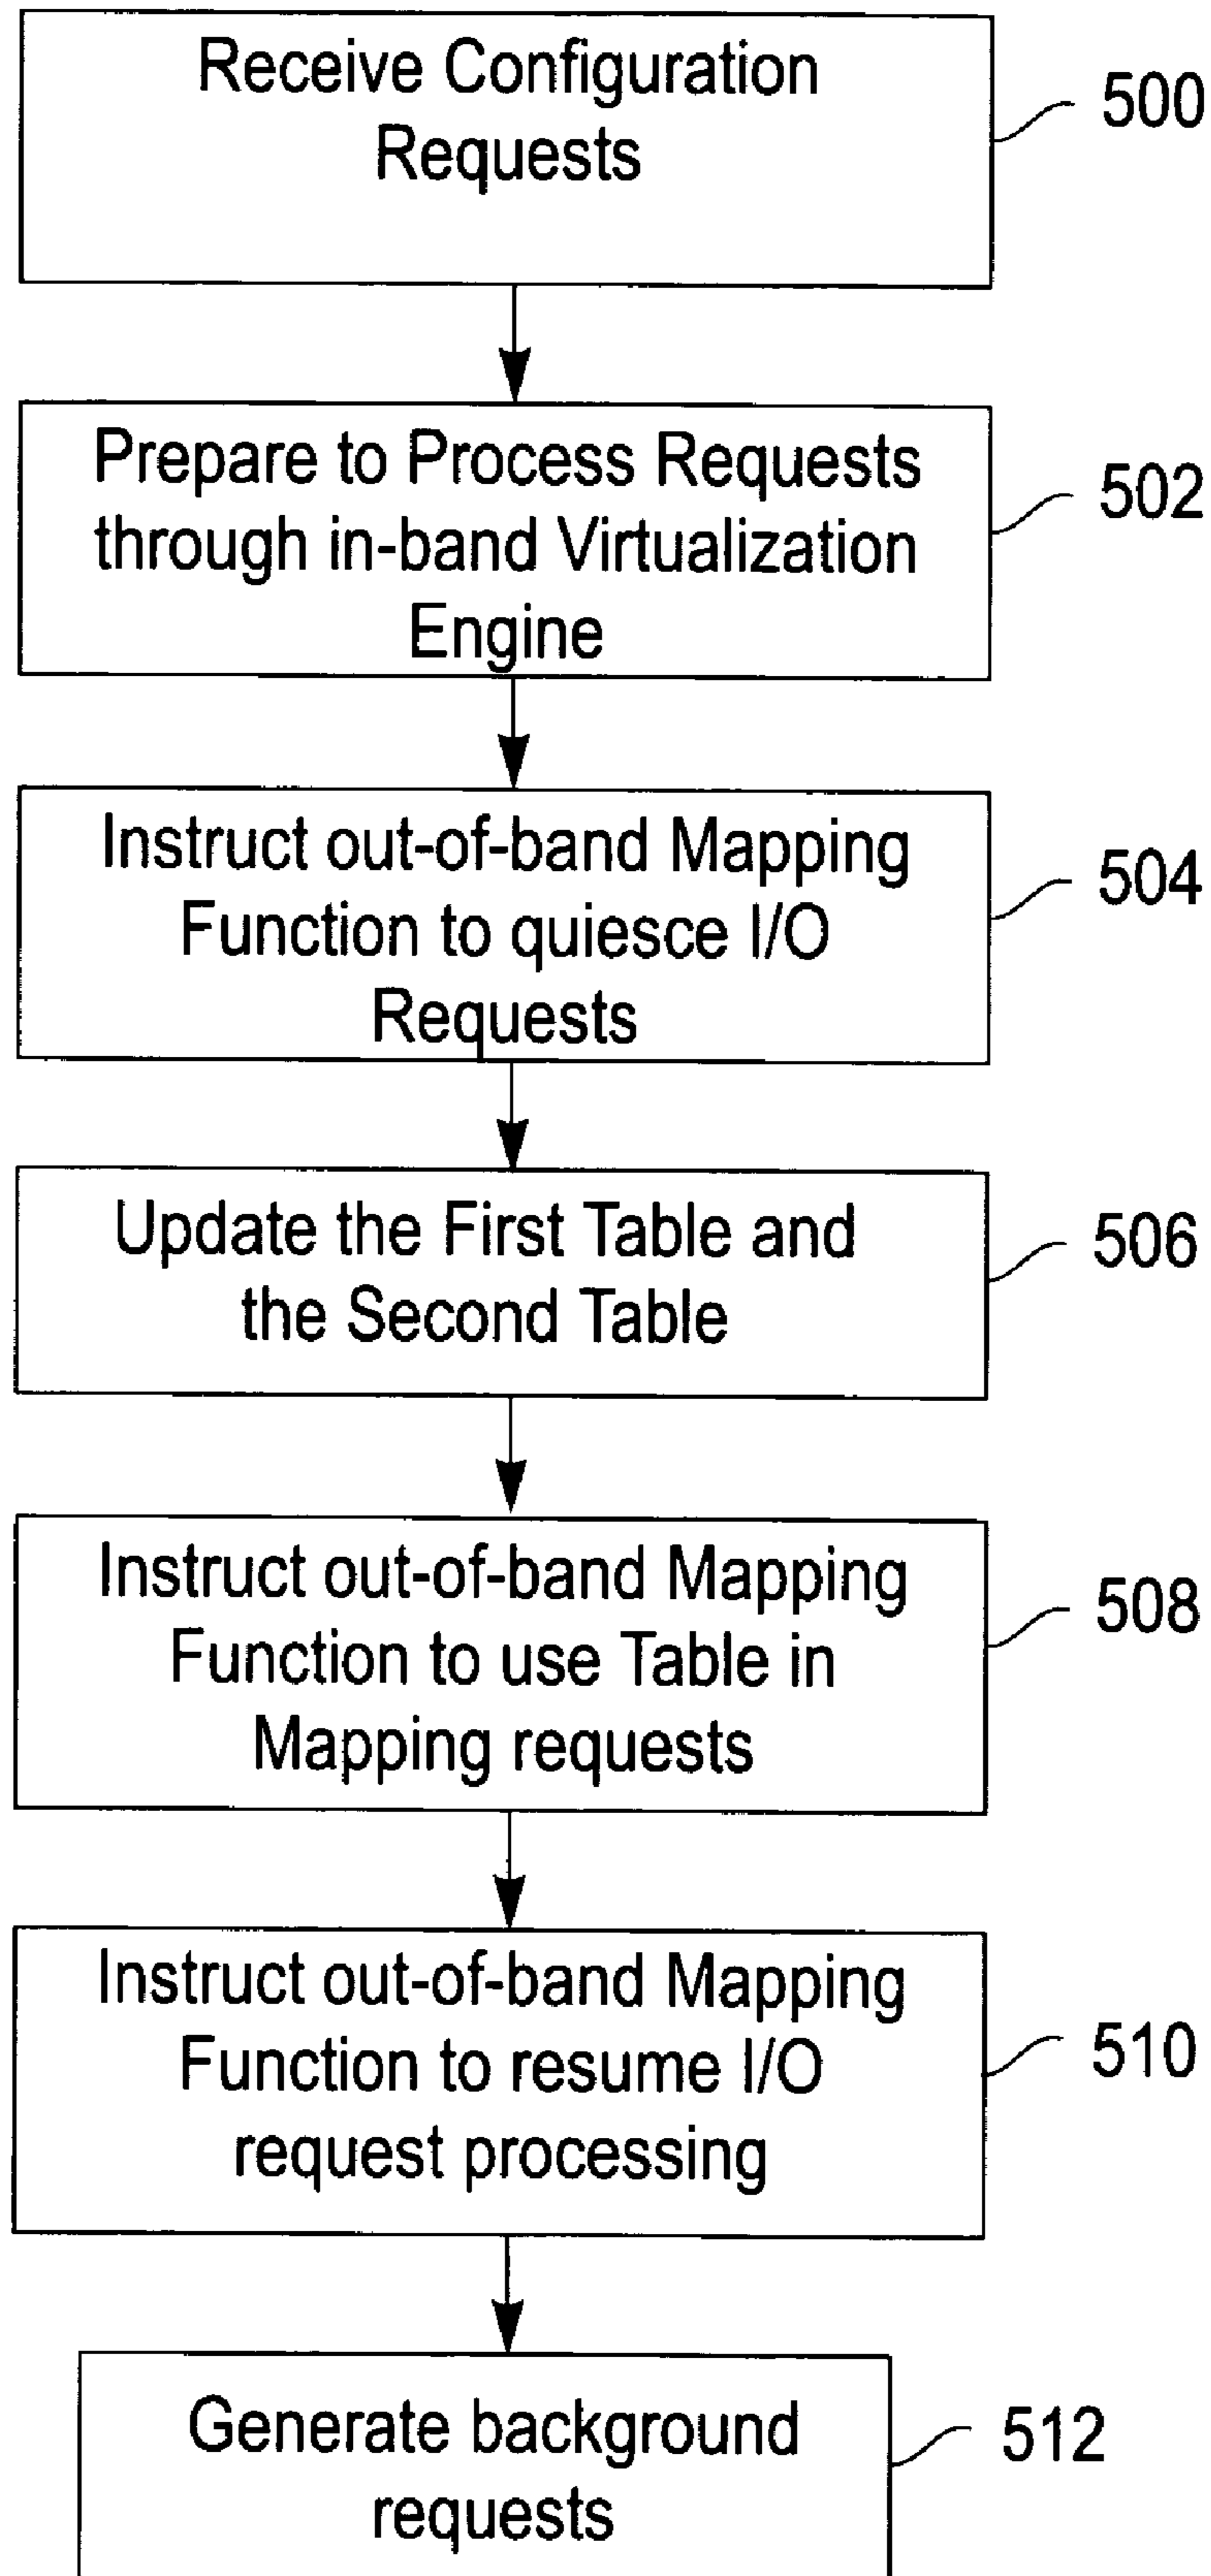 Receive Configuration
Requests
500
Prepare to Process Requests
through in-band Virtualization
Engine
502
Instruct out-of-band Mapping
Function to quiesce I/O
Requests
504
Update the First Table and
the Second Table
506
Instruct out-of-band Mapping
Function to use Table in
Mapping requests
508
Instruct out-of-band Mapping
Function to resume I/O
request processing
510
Generate background
requests
512